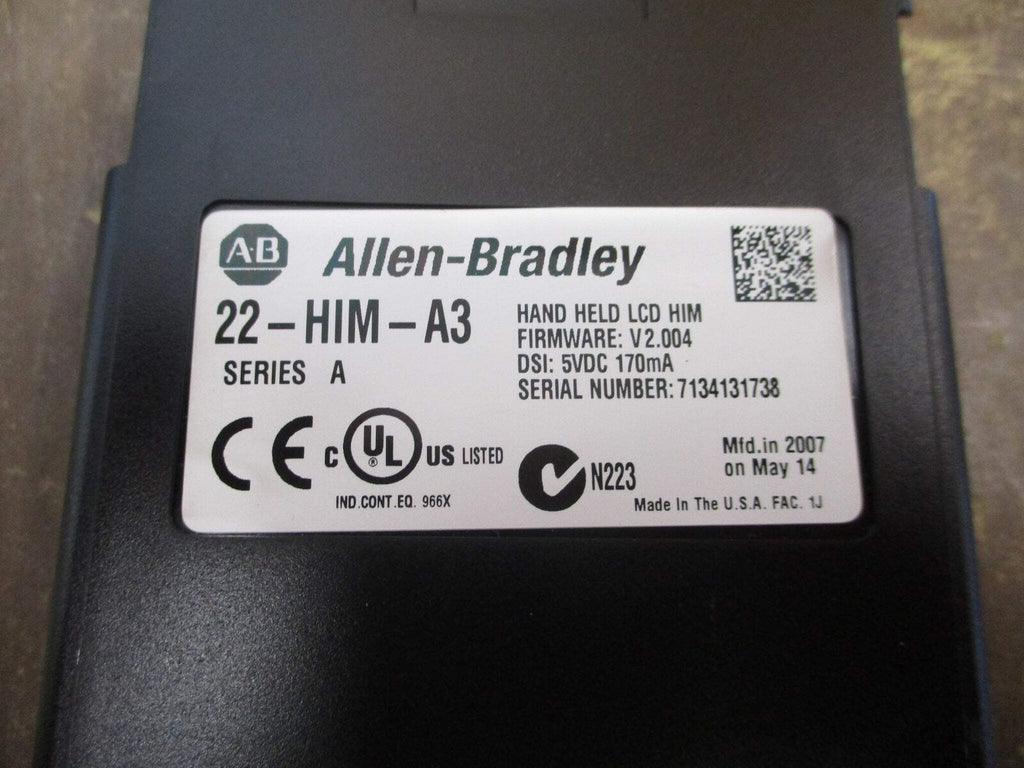 A·B Allen-Bradley
22-HIM-A3
SERIES A
HAND HELD LCD HIM
FIRMWARE: V2.004
DSI: 5VDC 170mA
SERIAL NUMBER: 7134131738
CE C UL ® US LISTED
IND.CONT.EQ. 966X
N223
Mfd.in 2007
on May 14
Made In The U.S.A. FAC. 1J